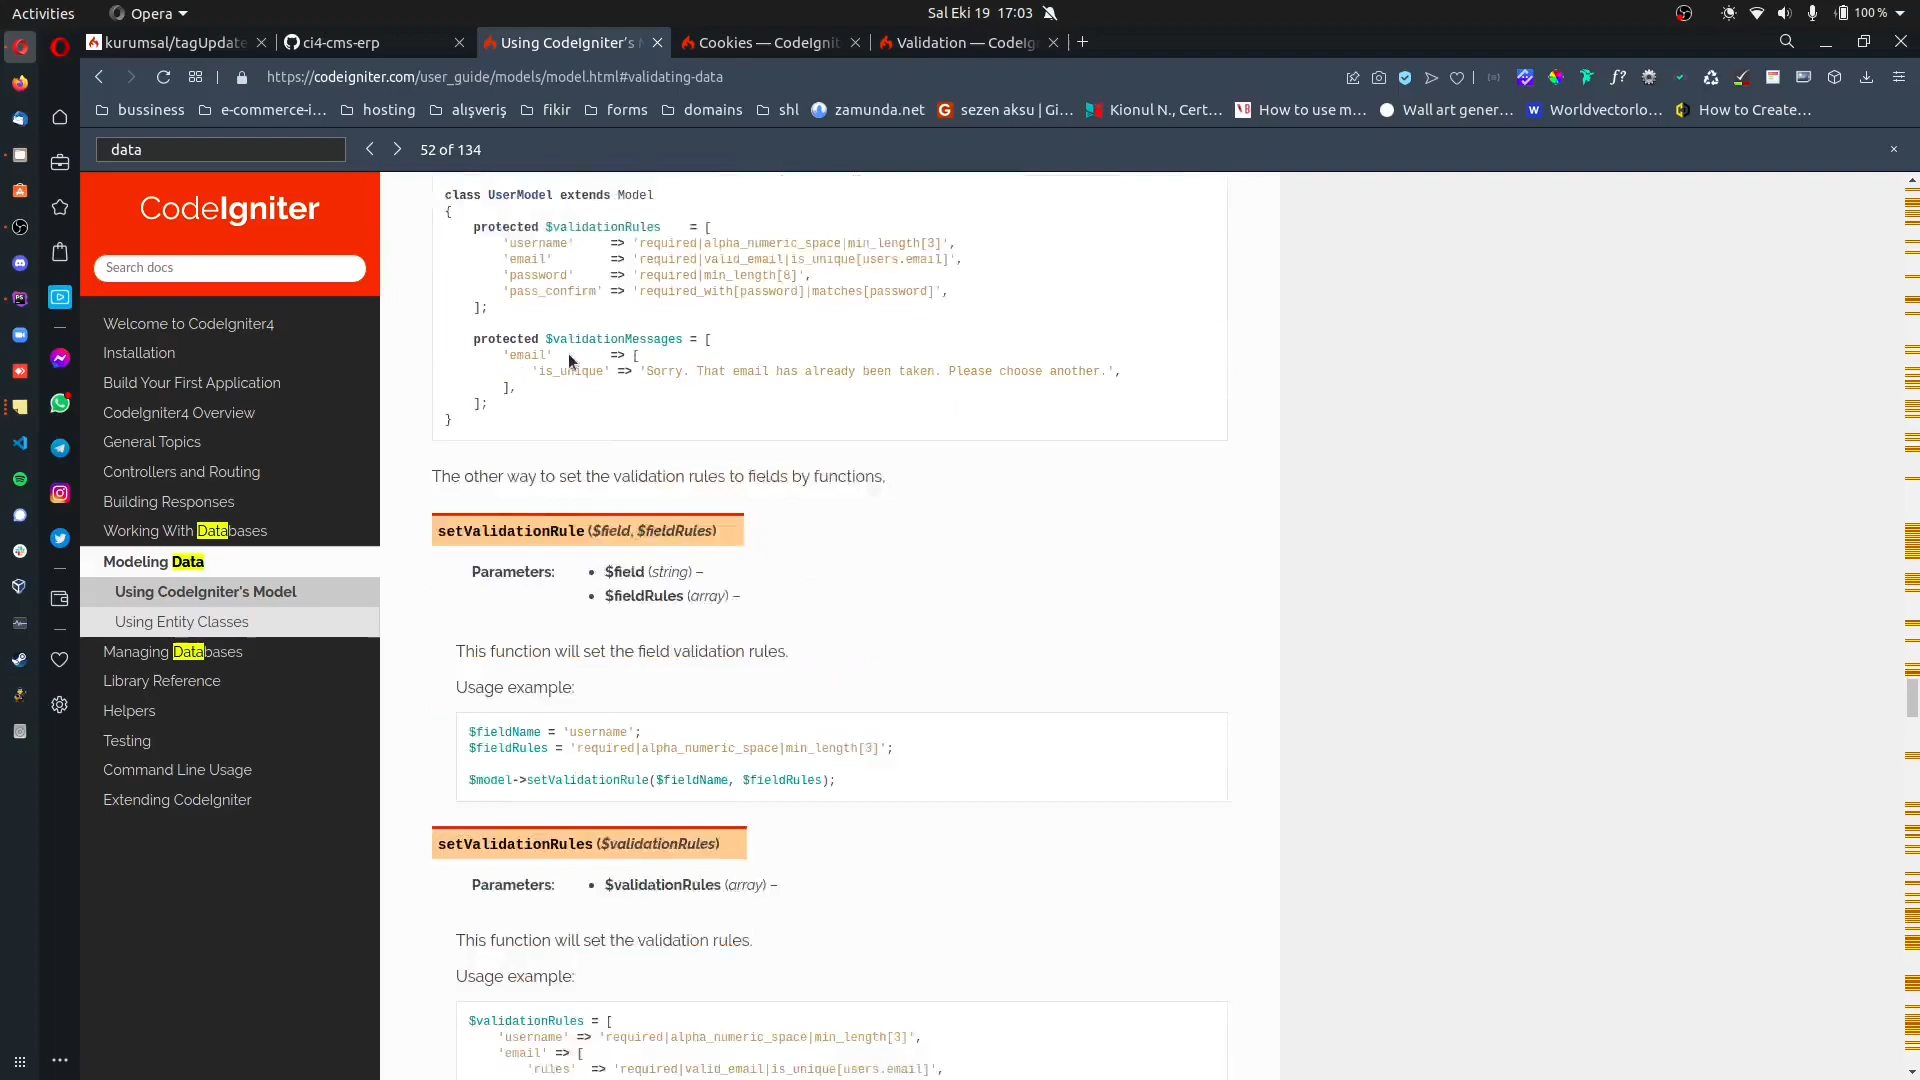 Activities
Opera
Sal Eki 19 17:03
100 %
kurumsal/tagUpdate
ci4-cms-erp
Using CodeIgniter's M
Cookies — CodeIgnit
Validation — CodeIg
https://codeigniter.com/user_guide/models/model.html#validating-data
bussiness
e-commerce-i...
hosting
alışveriş
fikir
forms
domains
shl
zamunda.net
sezen aksu | Gi...
Kionul N., Cert...
How to use m...
Wall art gener...
Worldvectorlo...
How to Create...
data
52 of 134
CodeIgniter
Search docs
Welcome to CodeIgniter4
Installation
Build Your First Application
CodeIgniter4 Overview
General Topics
Controllers and Routing
Building Responses
Working With Databases
Modeling Data
Using CodeIgniter's Model
Using Entity Classes
Managing Databases
Library Reference
Helpers
Testing
Command Line Usage
Extending CodeIgniter
class UserModel extends Model
{
protected $validationRules = [
'username' => 'required|alpha_numeric_space|min_length[3]',
'email' => 'required|valid_email|is_unique[users.email]',
'password' => 'required|min_length[8]',
'pass_confirm' => 'required_with[password]|matches[password]',
];
protected $validationMessages = [
'email' => [
'is_unique' => 'Sorry. That email has already been taken. Please choose another.',
],
];
}
The other way to set the validation rules to fields by functions,
setValidationRule($field, $fieldRules)
Parameters: • $field (string) –
• $fieldRules (array) –
This function will set the field validation rules.
Usage example:
$fieldName = 'username';
$fieldRules = 'required|alpha_numeric_space|min_length[3]';
$model->setValidationRule($fieldName, $fieldRules);
setValidationRules($validationRules)
Parameters: • $validationRules (array) –
This function will set the validation rules.
Usage example:
$validationRules = [
'username' => 'required|alpha_numeric_space|min_length[3]',
'email' => [
'rules' => 'required|valid_email|is_unique[users.email]',